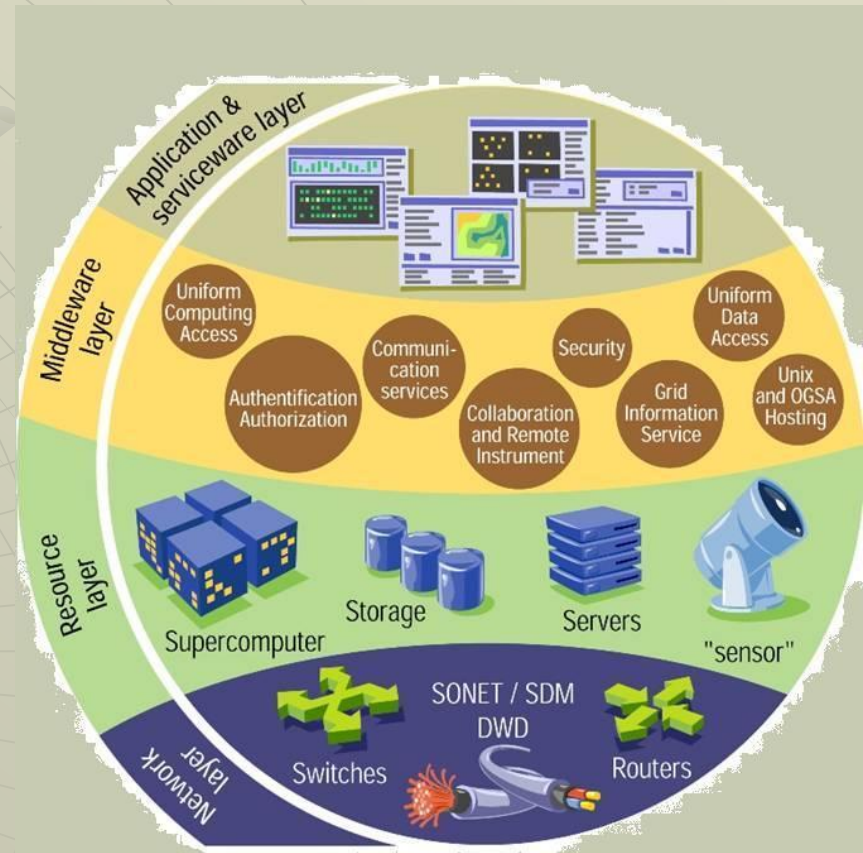 Application &
serviceware layer
Middleware
layer
Uniform
Computing
Access
Authentification
Authorization
Communi-
cation
services
Collaboration
and Remote
Instrument
Security
Grid
Information
Service
Uniform
Data
Access
Unix
and OGSA
Hosting
Resource
layer
Supercomputer
Storage
Servers
"sensor"
Network
layer
Switches
SONET / SDM
DWD
Routers